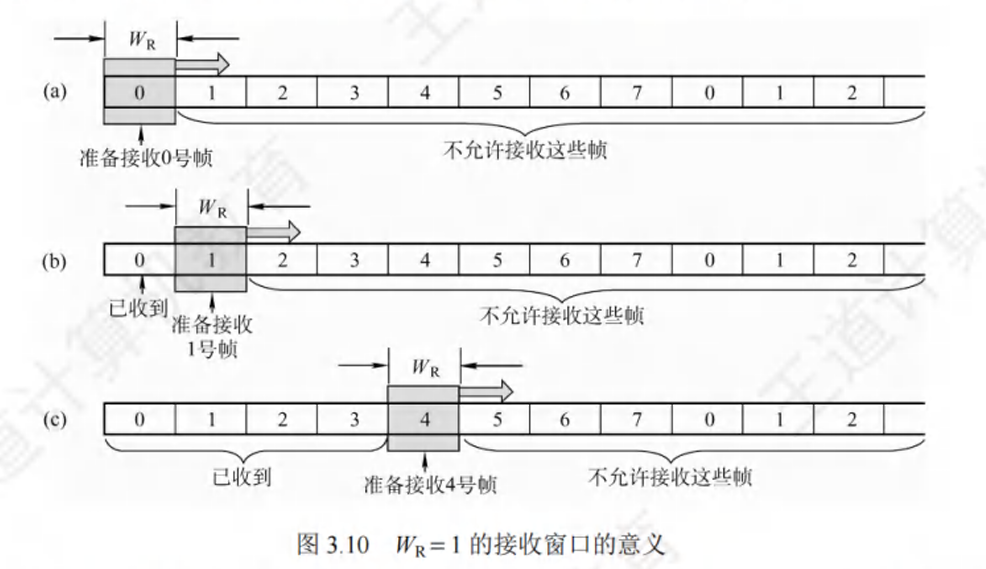 W_R
(a) 0 1 2 3 4 5 6 7 0 1 2
准备接收0号帧
不允许接收这些帧
W_R
(b) 0 1 2 3 4 5 6 7 0 1 2
已收到
准备接收
1号帧
不允许接收这些帧
W_R
(c) 0 1 2 3 4 5 6 7 0 1 2
已收到
准备接收4号帧
不允许接收这些帧
图 3.10 W_R = 1 的接收窗口的意义